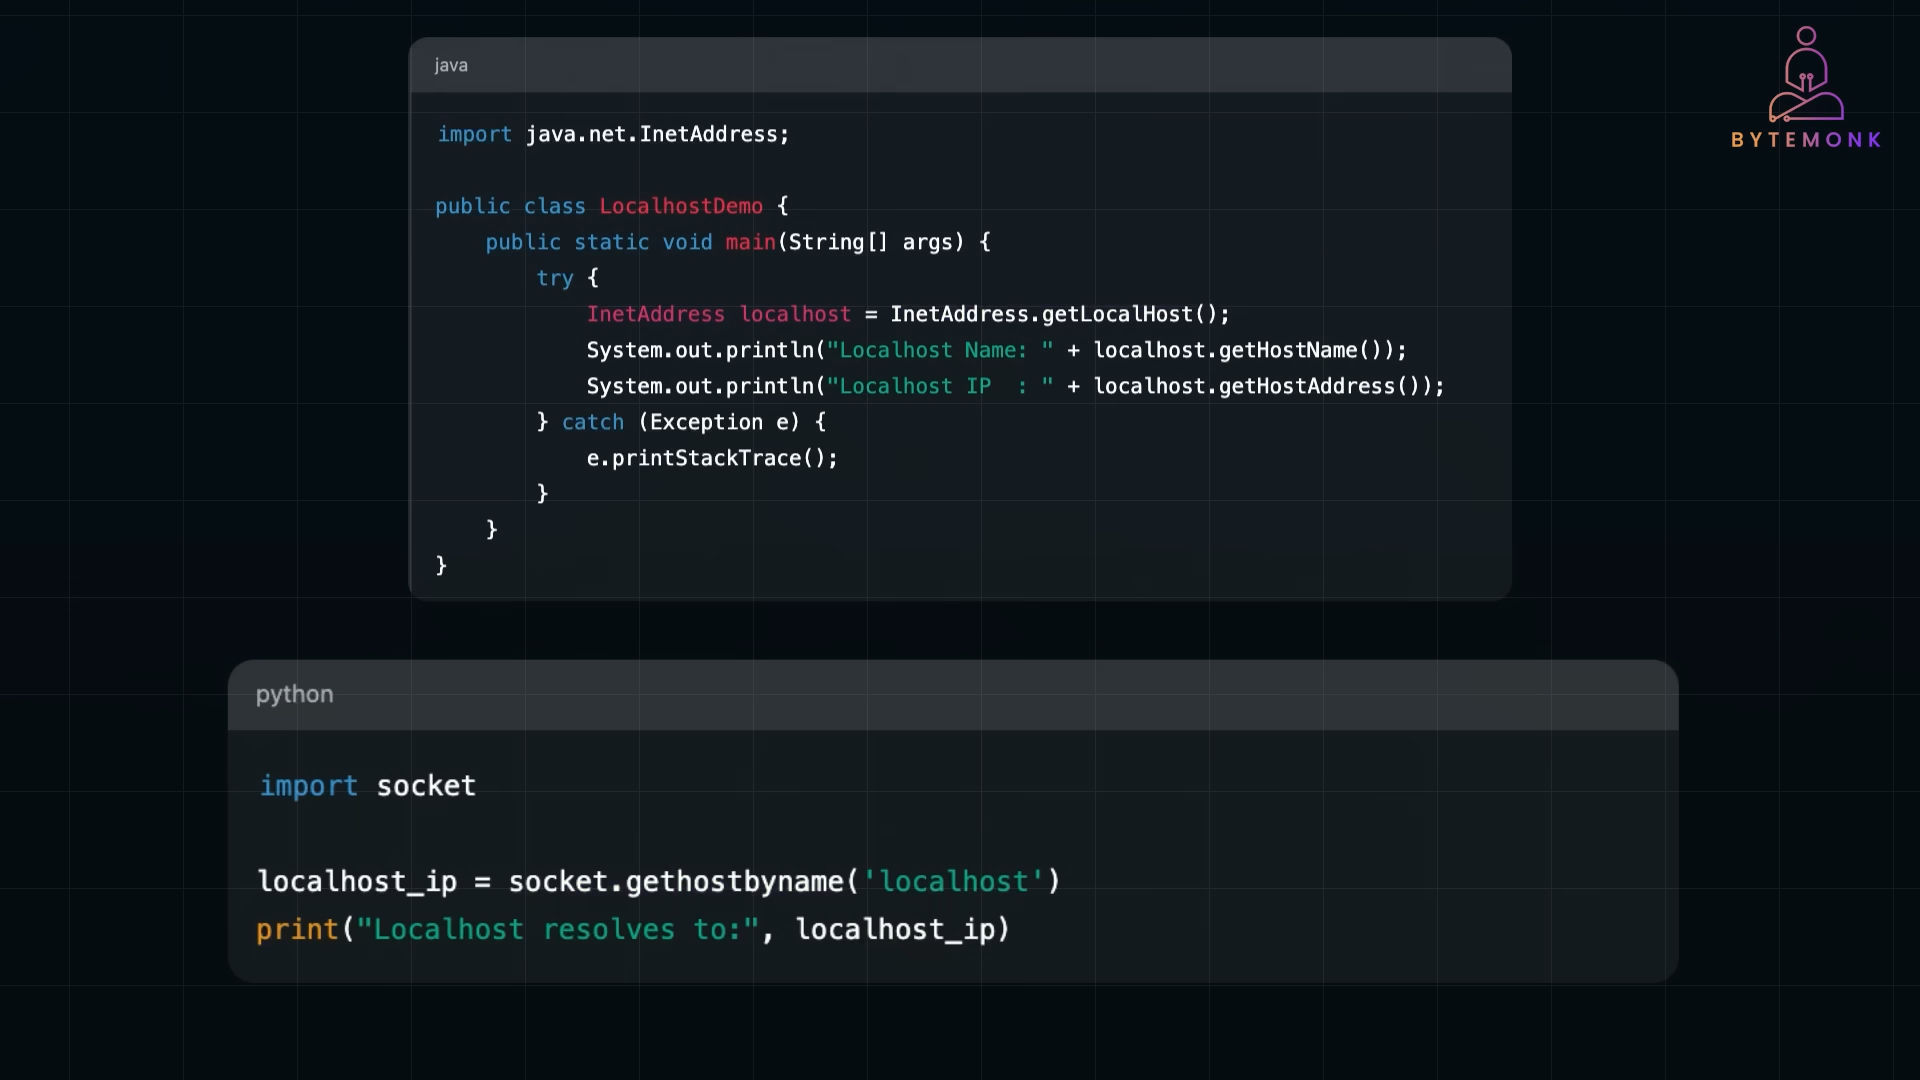 java
BYTEMONK
import java.net.InetAddress;
public class LocalhostDemo {
    public static void main(String[] args) {
        try {
            InetAddress localhost = InetAddress.getLocalHost();
            System.out.println("Localhost Name: " + localhost.getHostName());
            System.out.println("Localhost IP  : " + localhost.getHostAddress());
        } catch (Exception e) {
            e.printStackTrace();
        }
    }
}
python
import socket
localhost_ip = socket.gethostbyname('localhost')
print("Localhost resolves to:", localhost_ip)